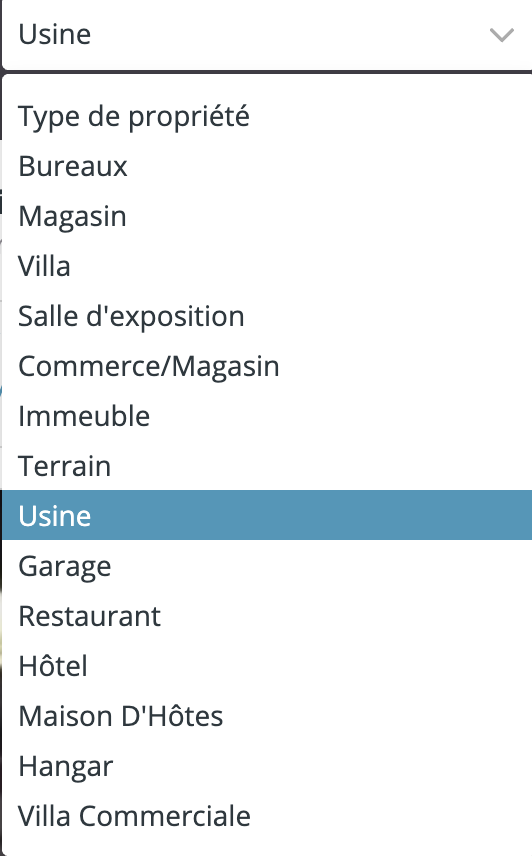 Usine
Type de propriété
Bureaux
Magasin
Villa
Salle d'exposition
Commerce/Magasin
Immeuble
Terrain
Usine
Garage
Restaurant
Hôtel
Maison D'Hôtes
Hangar
Villa Commerciale